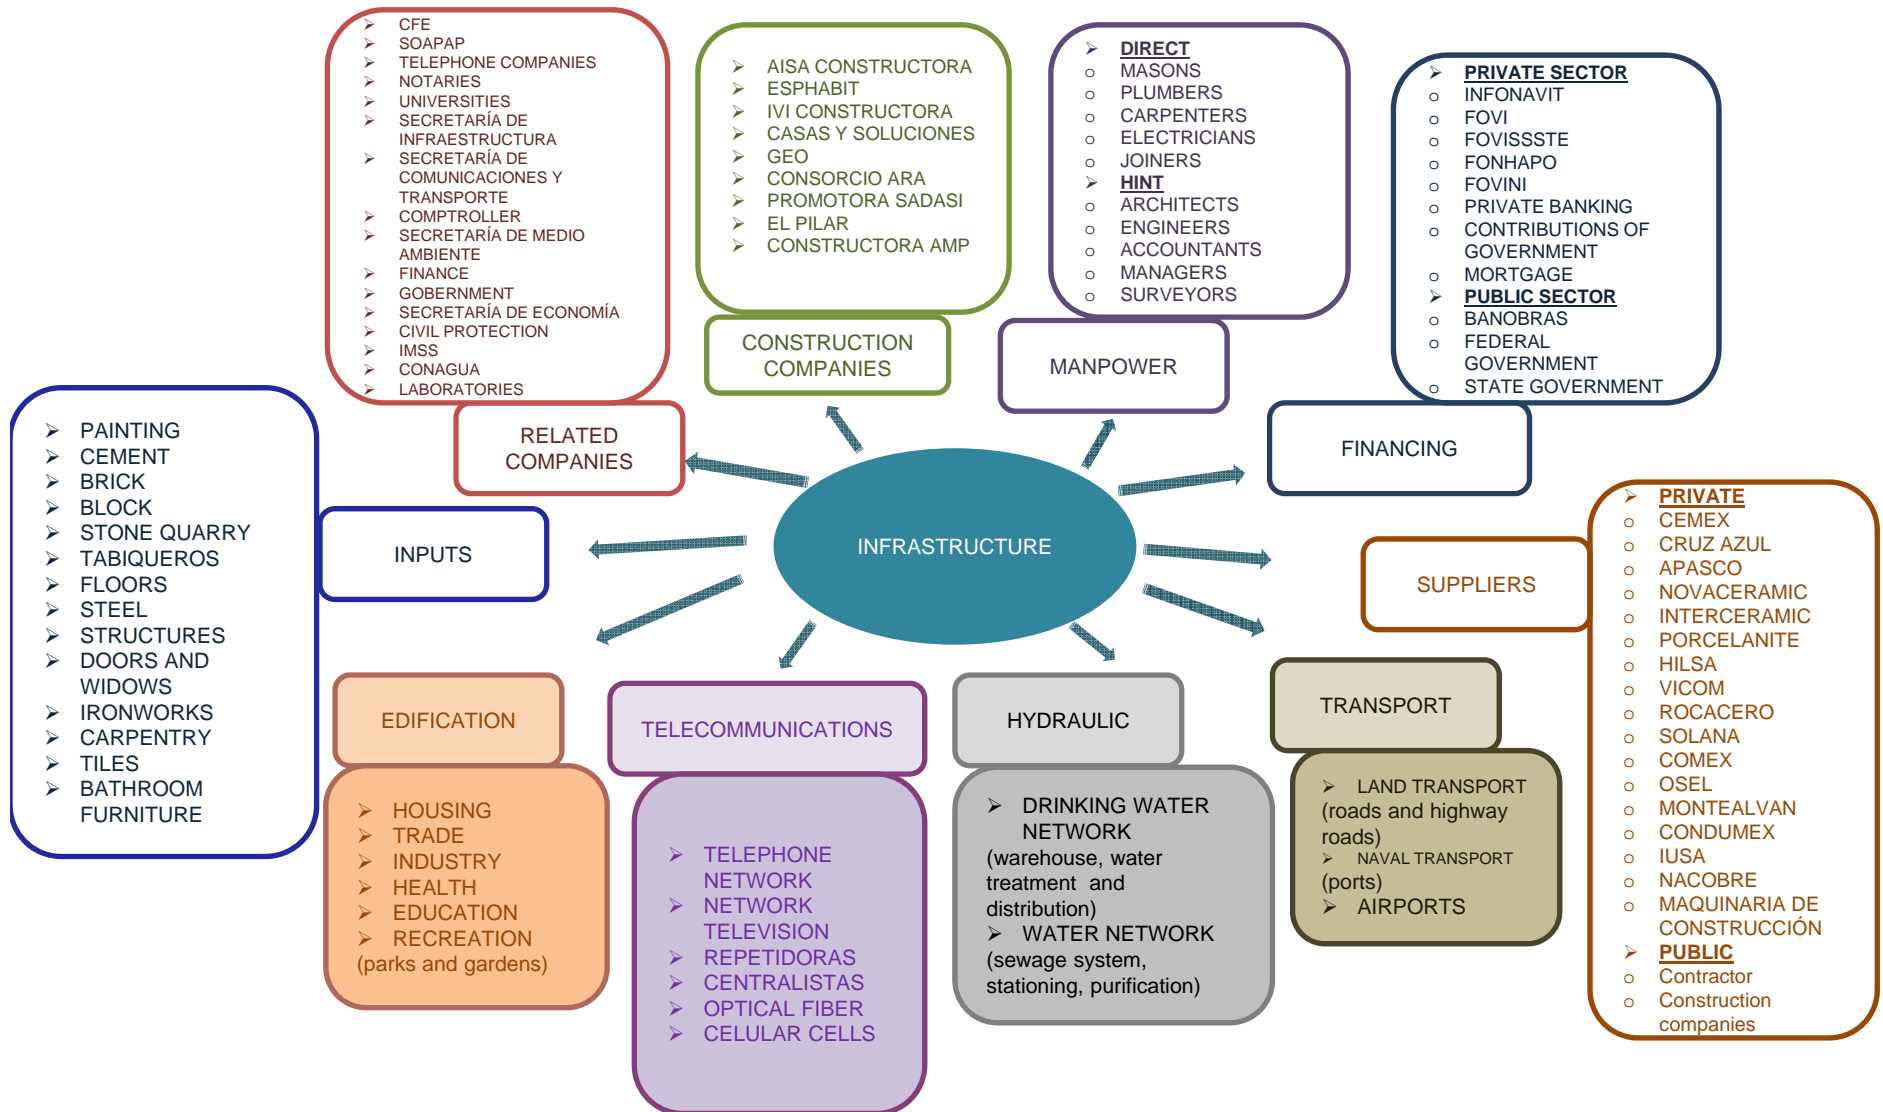 CFE
SOAPAP
TELEPHONE COMPANIES
NOTARIES
UNIVERSITIES
SECRETARÍA DE
INFRAESTRUCTURA
SECRETARÍA DE
COMUNICACIONES Y
TRANSPORTE
COMPTROLLER
SECRETARÍA DE MEDIO
AMBIENTE
FINANCE
GOBERNMENT
SECRETARÍA DE ECONOMÍA
CIVIL PROTECTION
IMSS
CONAGUA
LABORATORIES
RELATED
COMPANIES
AISA CONSTRUCTORA
ESPHABIT
IVI CONSTRUCTORA
CASAS Y SOLUCIONES
GEO
CONSORCIO ARA
PROMOTORA SADASI
EL PILAR
CONSTRUCTORA AMP
CONSTRUCTION
COMPANIES
DIRECT
MASONS
PLUMBERS
CARPENTERS
ELECTRICIANS
JOINERS
HINT
ARCHITECTS
ENGINEERS
ACCOUNTANTS
MANAGERS
SURVEYORS
MANPOWER
PRIVATE SECTOR
INFONAVIT
FOVI
FOVISSSTE
FONHAPO
FOVINI
PRIVATE BANKING
CONTRIBUTIONS OF
GOVERNMENT
MORTGAGE
PUBLIC SECTOR
BANOBRAS
FEDERAL
GOVERNMENT
STATE GOVERNMENT
FINANCING
PAINTING
CEMENT
BRICK
BLOCK
STONE QUARRY
TABIQUEROS
FLOORS
STEEL
STRUCTURES
DOORS AND
WIDOWS
IRONWORKS
CARPENTRY
TILES
BATHROOM
FURNITURE
INPUTS
INFRASTRUCTURE
SUPPLIERS
PRIVATE
CEMEX
CRUZ AZUL
APASCO
NOVACERAMIC
INTERCERAMIC
PORCELANITE
HILSA
VICOM
ROCACERO
SOLANA
COMEX
OSEL
MONTEALVAN
CONDUMEX
IUSA
NACOBRE
MAQUINARIA DE
CONSTRUCCIÓN
PUBLIC
Contractor
Construction
companies
EDIFICATION
HOUSING
TRADE
INDUSTRY
HEALTH
EDUCATION
RECREATION
(parks and gardens)
TELECOMMUNICATIONS
TELEPHONE
NETWORK
NETWORK
TELEVISION
REPETIDORAS
CENTRALISTAS
OPTICAL FIBER
CELULAR CELLS
HYDRAULIC
DRINKING WATER
NETWORK
(warehouse, water
treatment and
distribution)
WATER NETWORK
(sewage system,
stationing, purification)
TRANSPORT
LAND TRANSPORT
(roads and highway
roads)
NAVAL TRANSPORT
(ports)
AIRPORTS